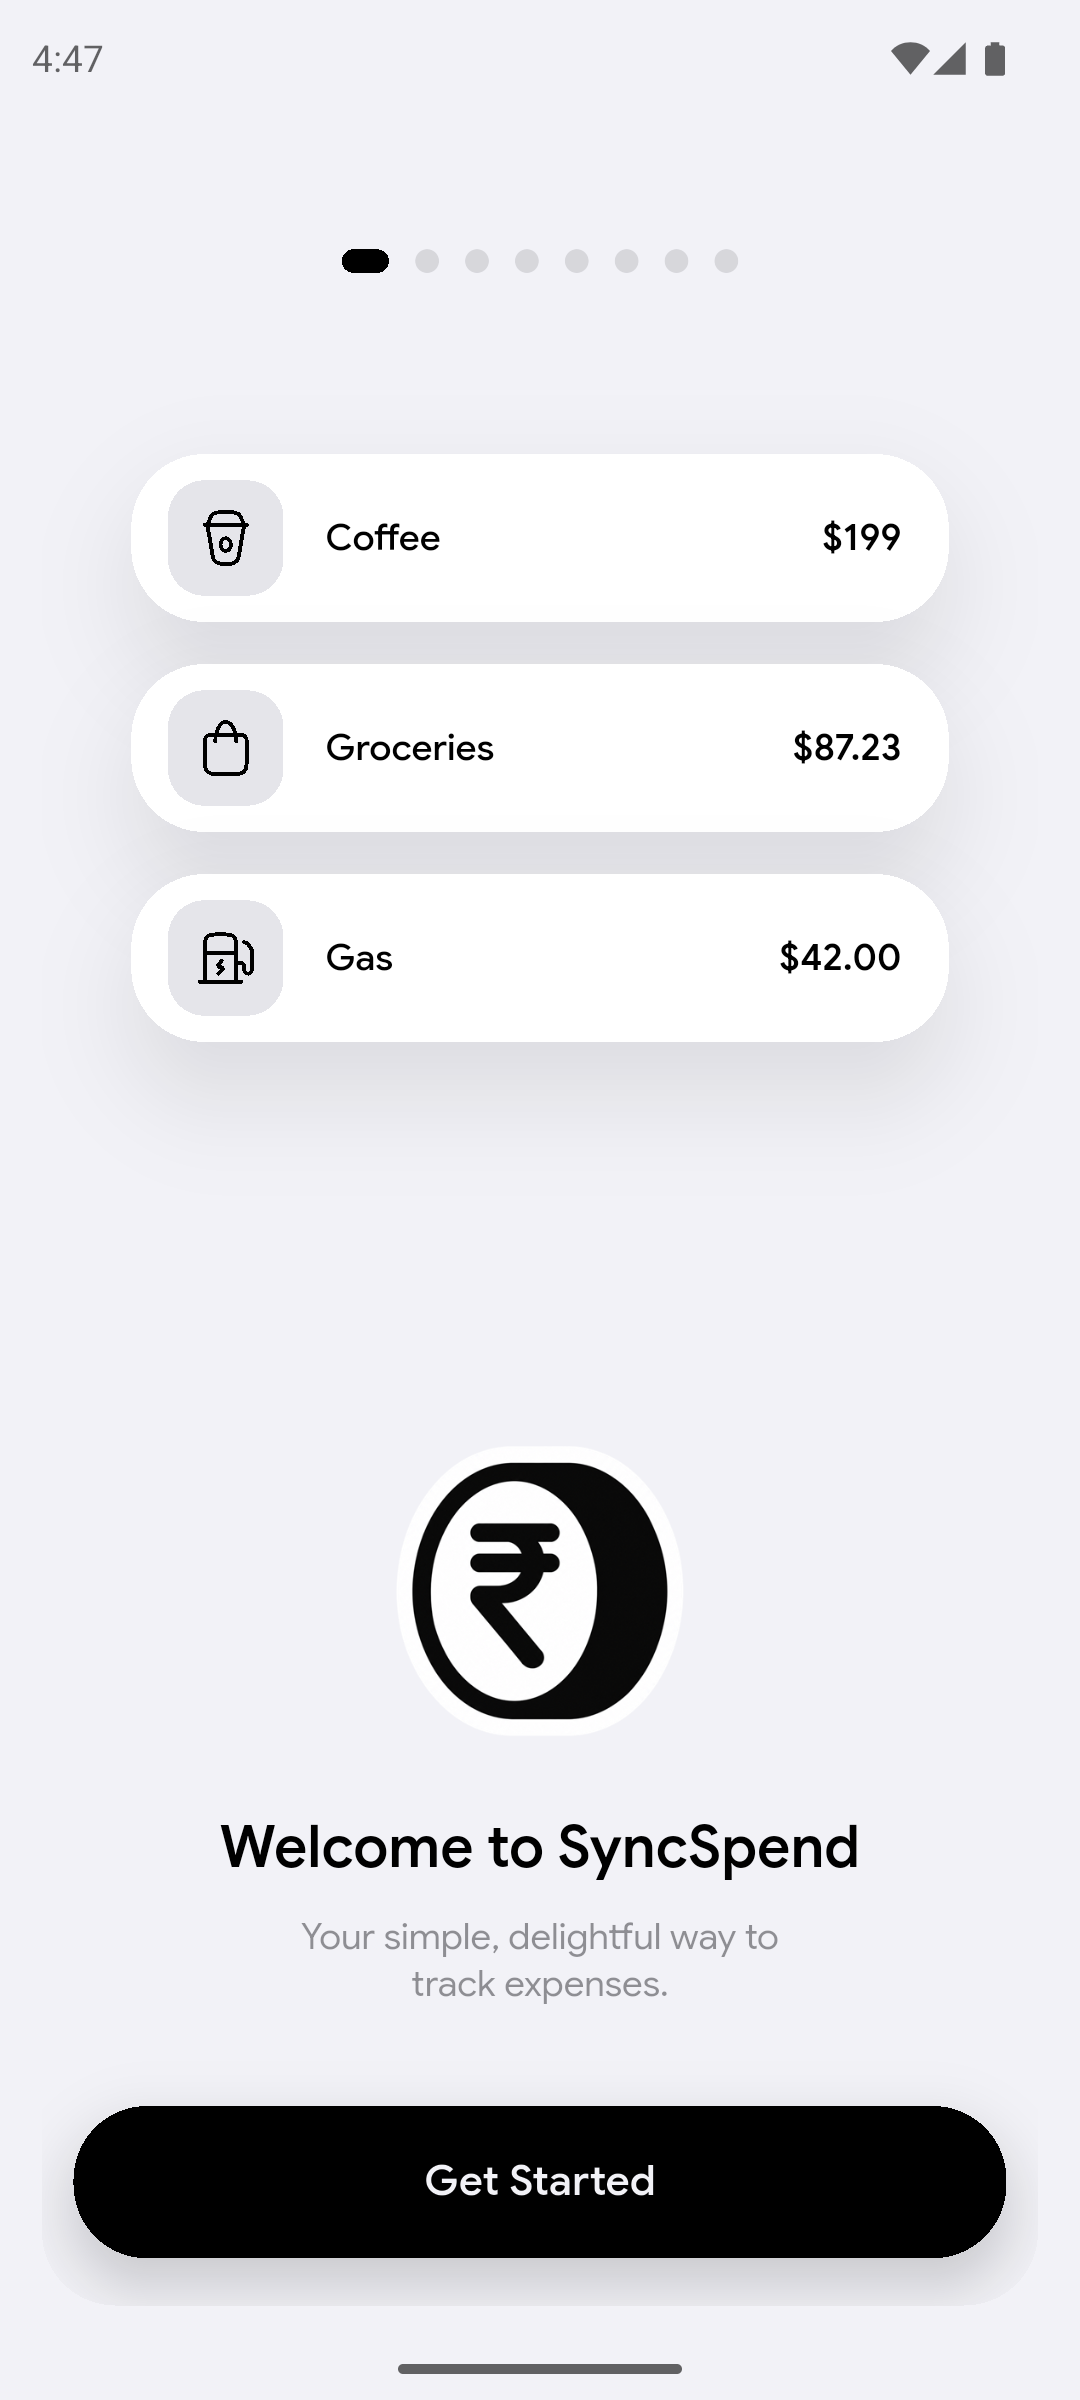 4:47
Coffee $199
Groceries $87.23
Gas $42.00
₹
Welcome to SyncSpend
Your simple, delightful way to
track expenses.
Get Started